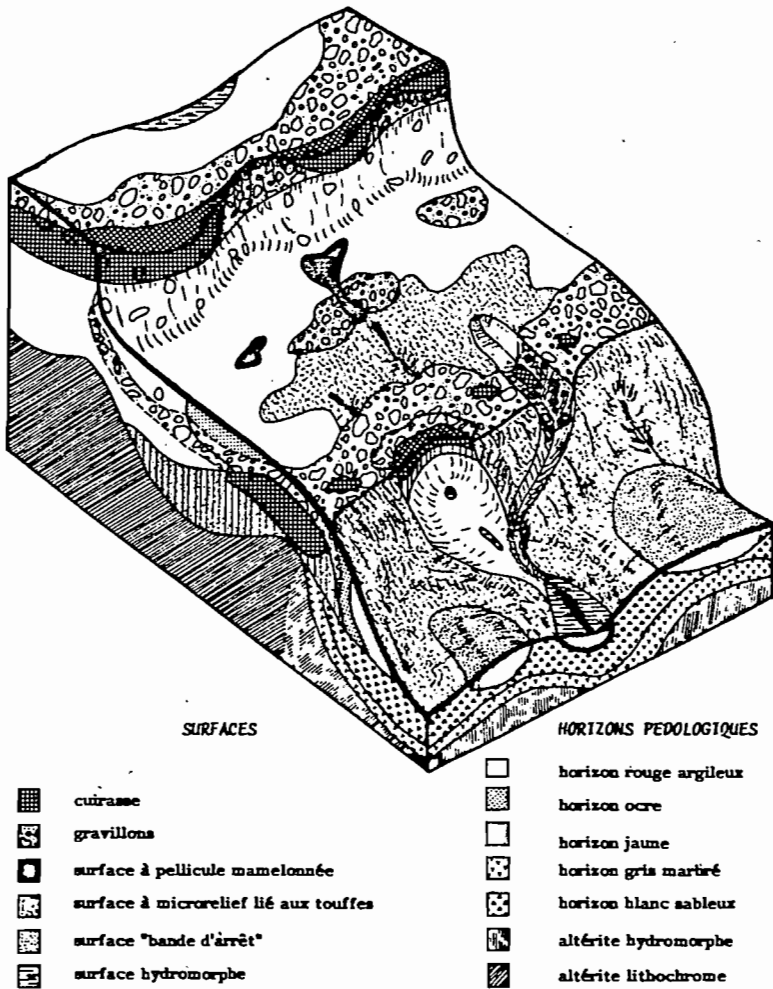 SURFACES
cuirasse
gravillons
surface à pellicule mamelonnée
surface à microrelief lié aux touffes
surface "bande d'arrêt"
surface hydromorphe
HORIZONS PEDOLOGIQUES
horizon rouge argileux
horizon ocre
horizon jaune
horizon gris martiré
horizon blanc sableux
altérite hydromorphe
altérite lithochrome